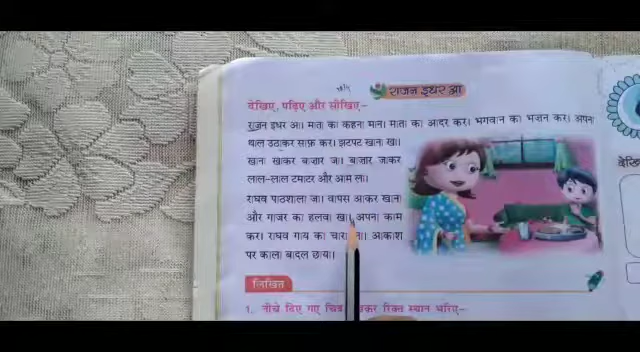 राजन इधर आ
देखिए, पढ़िए और सीखिए–
राजन इधर आ। माता का कहना मान। माता का आदर कर। भगवान का भजन कर। अपना
थाल उठाकर साफ़ कर। झटपट खाना खा।
खाना खाकर बाज़ार जा। बाज़ार जाकर
लाल-लाल टमाटर और आम ला।
राघव पाठशाला जा। वापस आकर खाना
और गाजर का हलवा खा। अपना काम
कर। राघव गाय का चारा ला। आकाश
पर काला बादल छाया।
लिखित
1. नीचे दिए गए चित्र देखकर रिक्त स्थान भरिए–